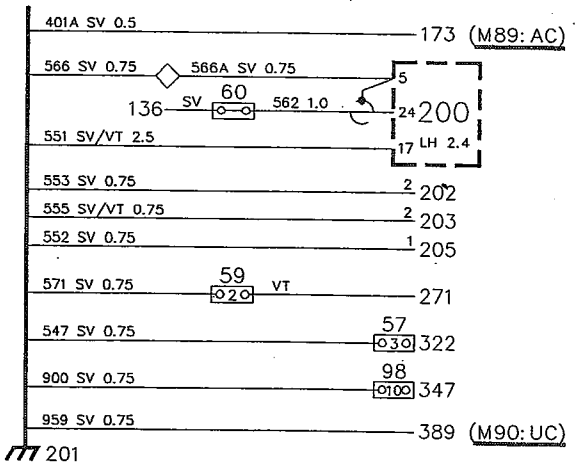 401A SV 0.5 173 (M89: AC)
566 SV 0.75 566A SV 0.75 5
136 SV 60 562 1.0 24 200
551 SV/VT 2.5 17 LH 2.4
553 SV 0.75 2 202
555 SV/VT 0.75 2 203
552 SV 0.75 1 205
571 SV 0.75 59 2 VT 271
57
547 SV 0.75 3 322
98
900 SV 0.75 10 347
959 SV 0.75 389 (M90: UC)
201